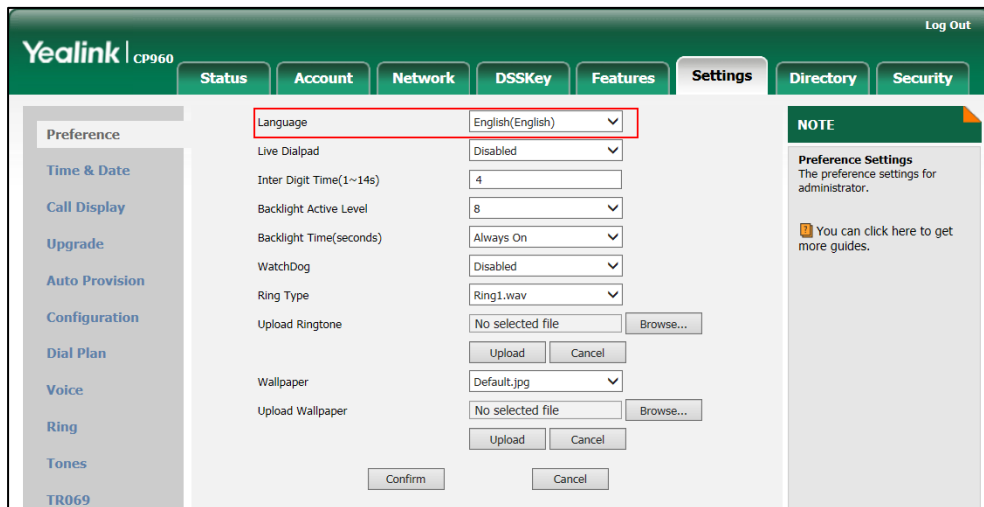 Log Out
Yealink CP960
Status Account Network DSSKey Features Settings Directory Security
Preference
Time & Date
Call Display
Upgrade
Auto Provision
Configuration
Dial Plan
Voice
Ring
Tones
TR069
Language English(English)
Live Dialpad Disabled
Inter Digit Time(1~14s) 4
Backlight Active Level 8
Backlight Time(seconds) Always On
WatchDog Disabled
Ring Type Ring1.wav
Upload Ringtone No selected file Browse...
Upload Cancel
Wallpaper Default.jpg
Upload Wallpaper No selected file Browse...
Upload Cancel
Confirm Cancel
NOTE
Preference Settings
The preference settings for
administrator.
? You can click here to get
more guides.